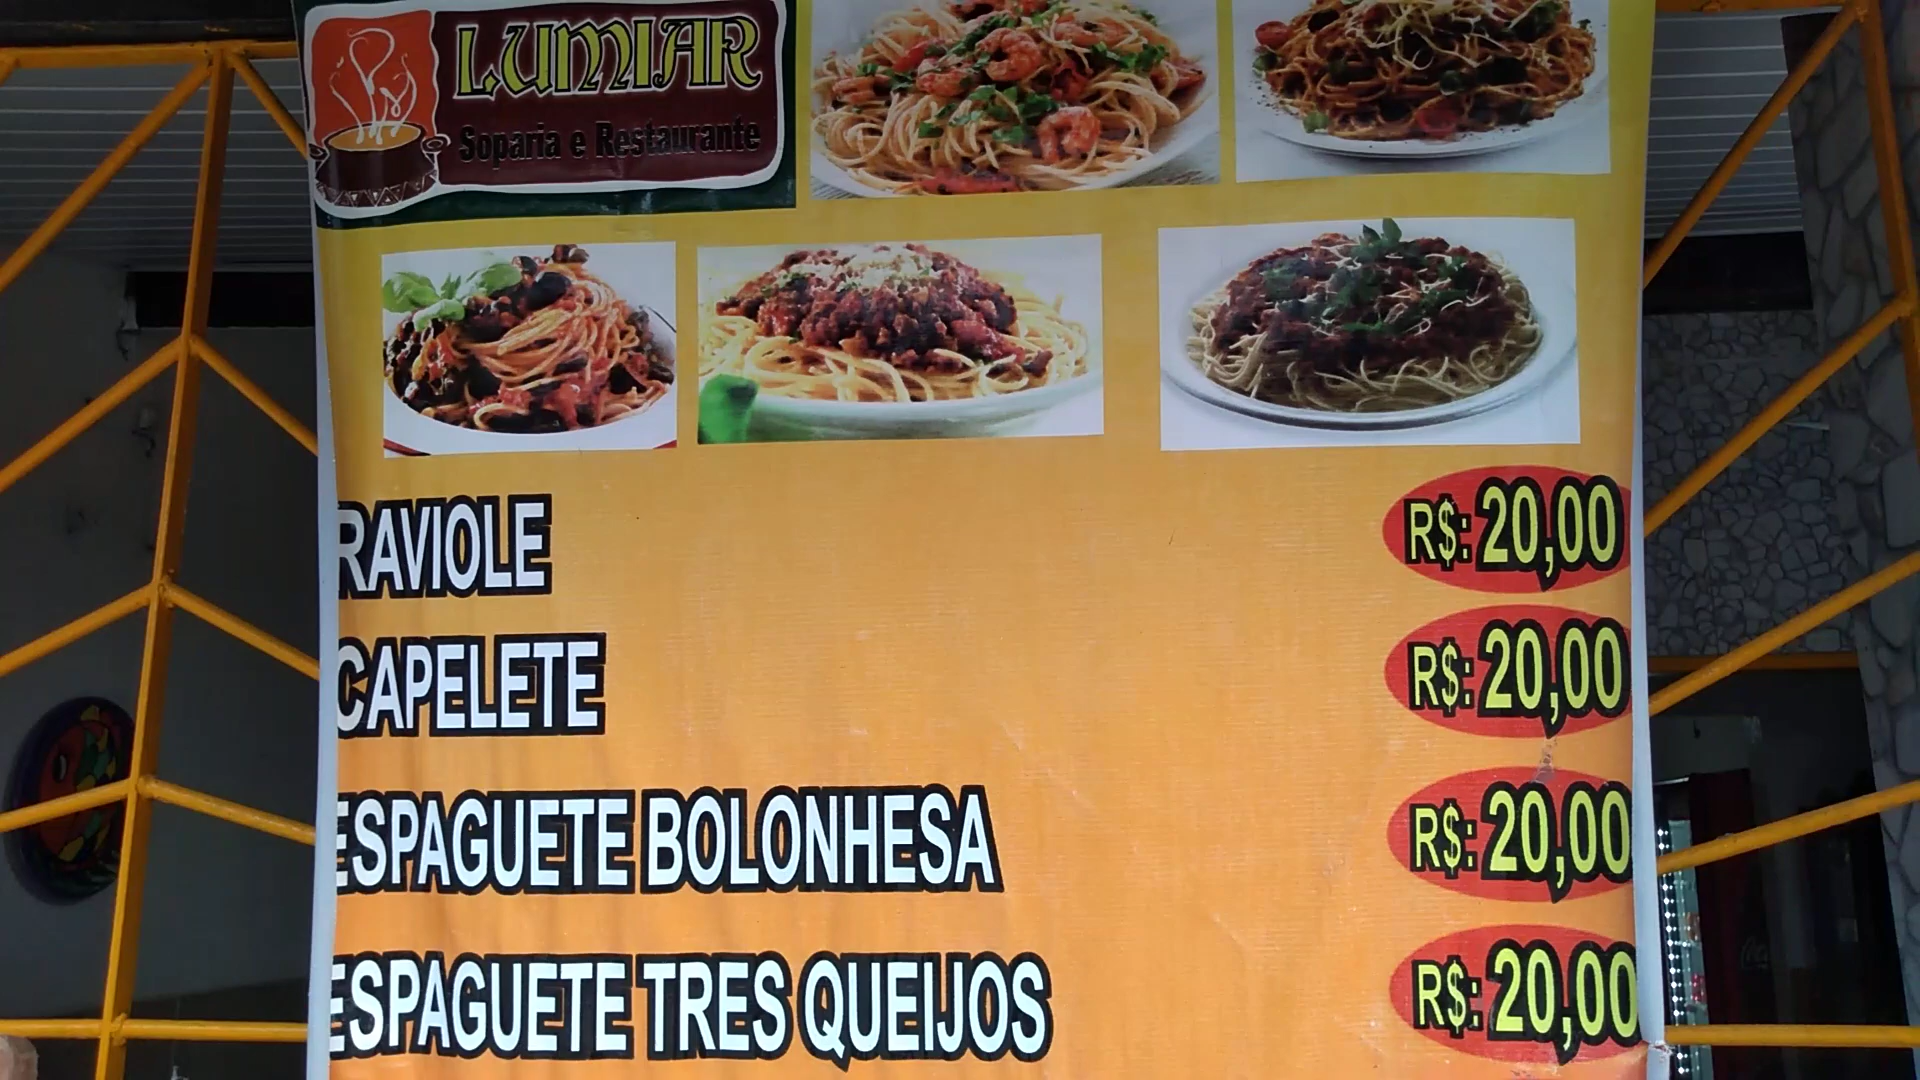 LUMIAR
Soparia e Restaurante
RAVIOLE R$: 20,00
CAPELETE R$: 20,00
ESPAGUETE BOLONHESA R$: 20,00
ESPAGUETE TRES QUEIJOS R$: 20,00